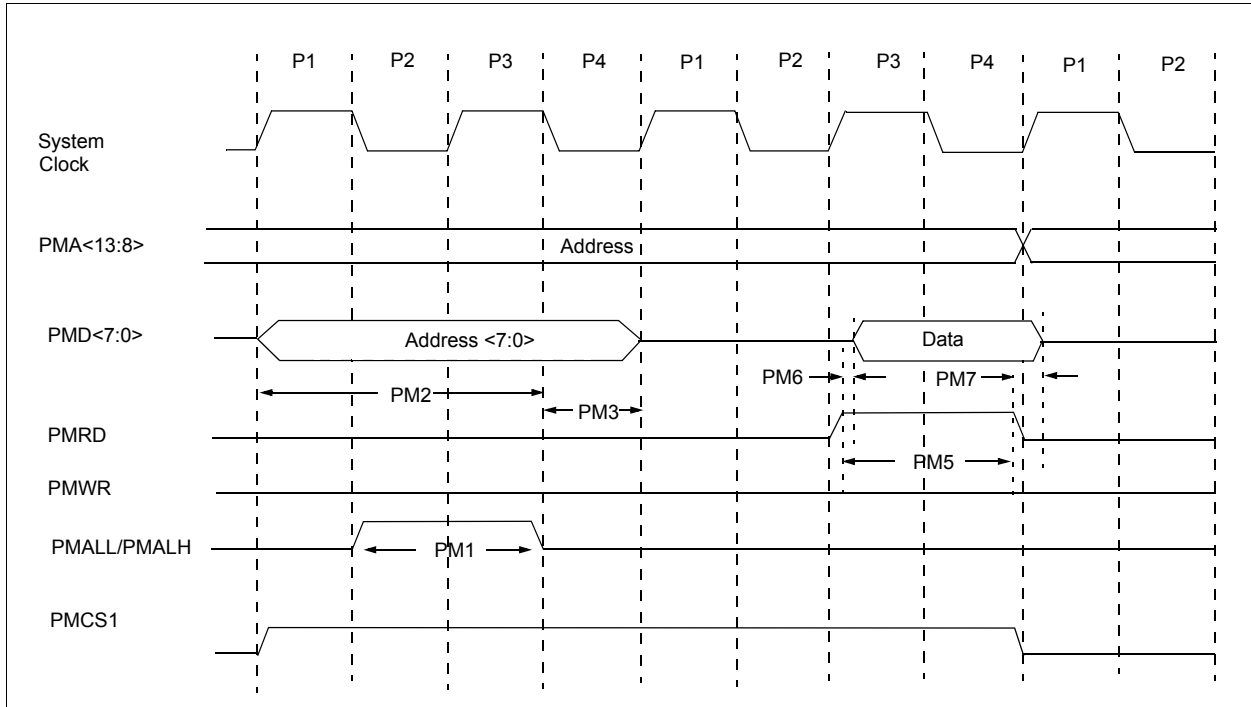 P1 P2 P3 P4 P1 P2 P3 P4 P1 P2
System
Clock
PMA<13:8>
Address
PMD<7:0>
Address <7:0>
Data
PM6
PM7
PM2
PM3
PMRD
PM5
PMWR
PMALL/PMALH
PM1
PMCS1